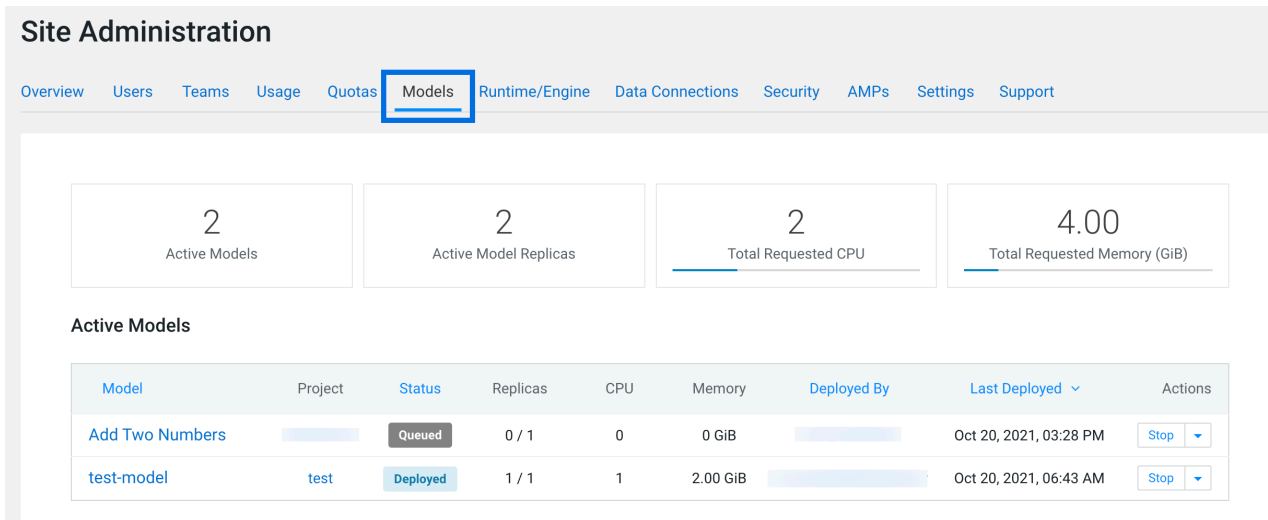 Site Administration
Overview Users Teams Usage Quotas Models Runtime/Engine Data Connections Security AMPs Settings Support
2 2 2 4.00
Active Models Active Model Replicas Total Requested CPU Total Requested Memory (GiB)
Active Models
Model Project Status Replicas CPU Memory Deployed By Last Deployed Actions
Add Two Numbers Queued 0 / 1 0 0 GiB Oct 20, 2021, 03:28 PM Stop
test-model test Deployed 1 / 1 1 2.00 GiB Oct 20, 2021, 06:43 AM Stop